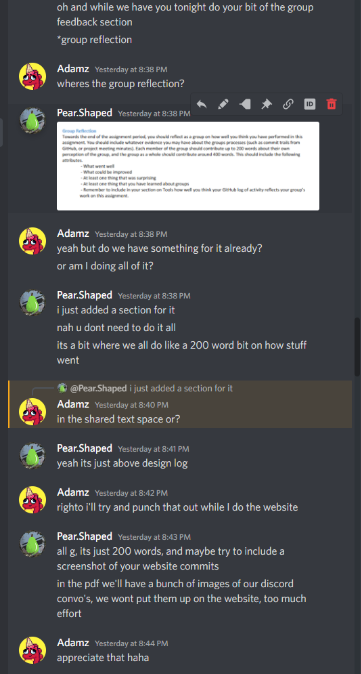 oh and while we have you tonight do your bit of the group
feedback section
*group reflection
Adamz Yesterday at 8:38 PM
wheres the group reflection?
Pear.Shaped Yesterday at 8:38 PM
ID
Group Reflection
Towards the end of the assignment period, you should reflect as a group on how well you think you have performed in this
assignment. You should include whatever evidence you may have about the group processes (such as commit trails from
GitHub, or project meeting minutes). Each member of the group should contribute up to 200 words about their own
perception of the group, and the group as a whole should contribute around 400 words. This should include the following
attributes.
- What went well
- What could be improved
- At least one thing that was surprising
- At least one thing that you have learned about groups
- Remember to include in your section on Tools how well you think your GitHub log of activity reflects your group's
work on this assignment.
Adamz Yesterday at 8:38 PM
yeah but do we have something for it already?
or am I doing all of it?
Pear.Shaped Yesterday at 8:38 PM
i just added a section for it
nah u dont need to do it all
its a bit where we all do like a 200 word bit on how stuff
went
@Pear.Shaped i just added a section for it
Adamz Yesterday at 8:40 PM
in the shared text space or?
Pear.Shaped Yesterday at 8:41 PM
yeah its just above design log
Adamz Yesterday at 8:42 PM
righto i'll try and punch that out while I do the website
Pear.Shaped Yesterday at 8:43 PM
all g, its just 200 words, and maybe try to include a
screenshot of your website commits
in the pdf we'll have a bunch of images of our discord
convo's, we wont put them up on the website, too much
effort
Adamz Yesterday at 8:44 PM
appreciate that haha